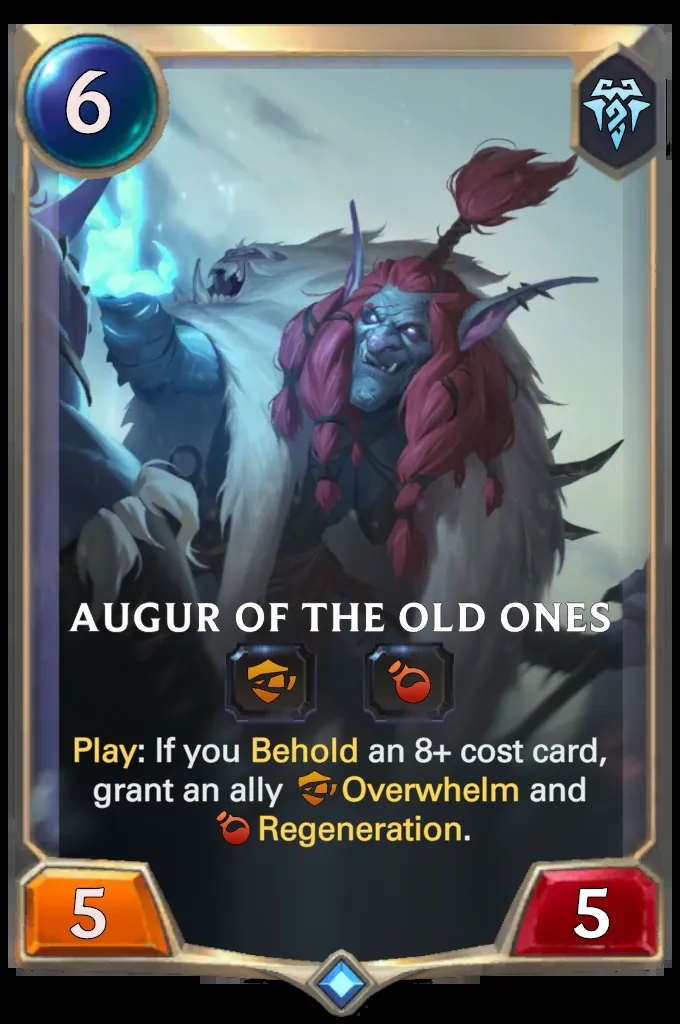 6
AUGUR OF THE OLD ONES
Play: If you Behold an 8+ cost card,
grant an ally Overwhelm and
Regeneration.
5
5